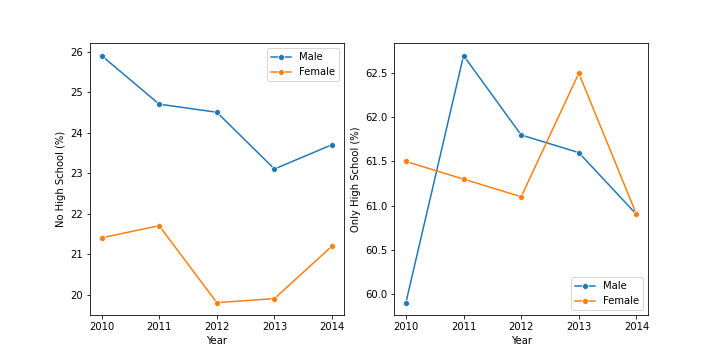 No High School (%)
26
25
24
23
22
21
20
2010 2011 2012 2013 2014
Year
Male
Female
Only High School (%)
62.5
62.0
61.5
61.0
60.5
60.0
2010 2011 2012 2013 2014
Year
Male
Female